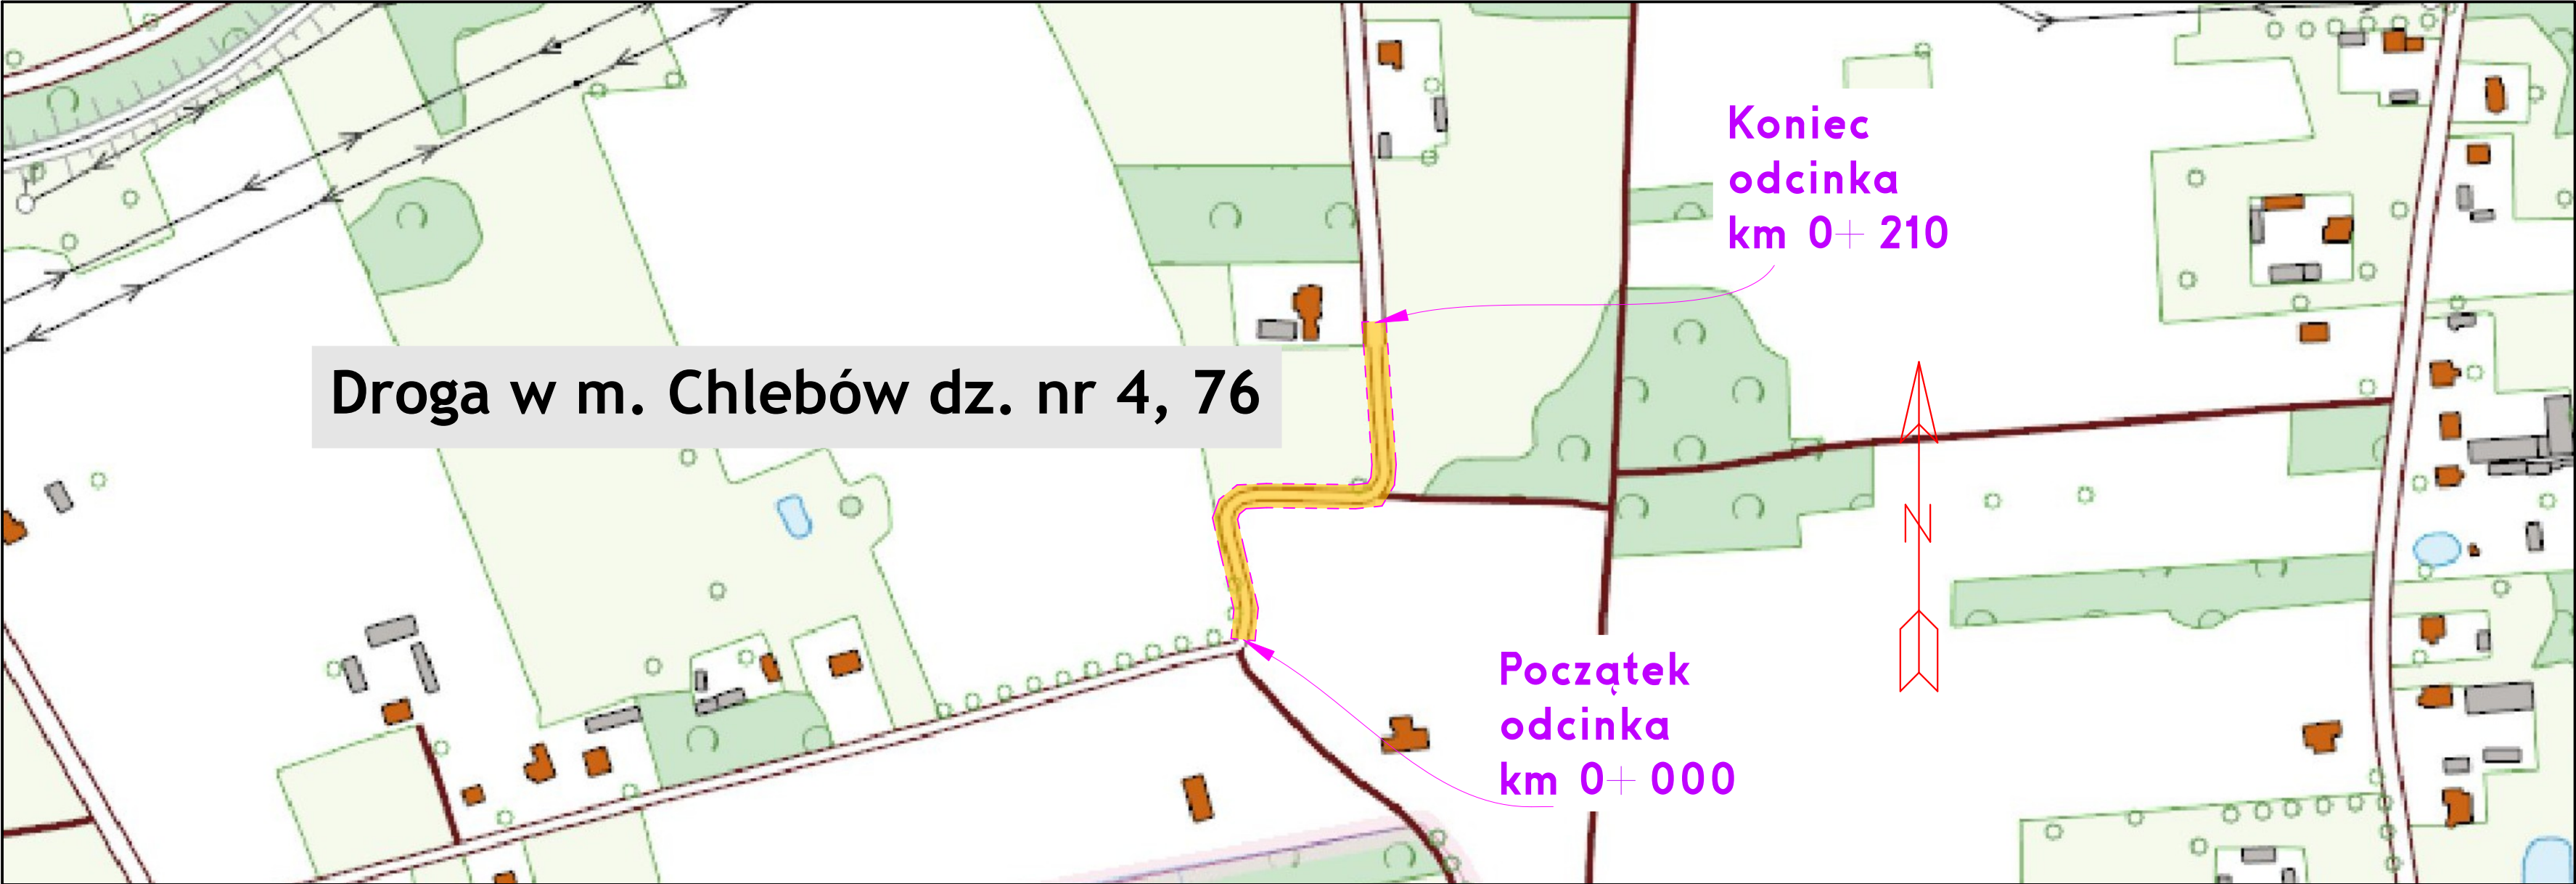 Koniec
odcinka
km 0+ 210
Droga w m. Chlebów dz. nr 4, 76
N
Początek
odcinka
km 0+ 000